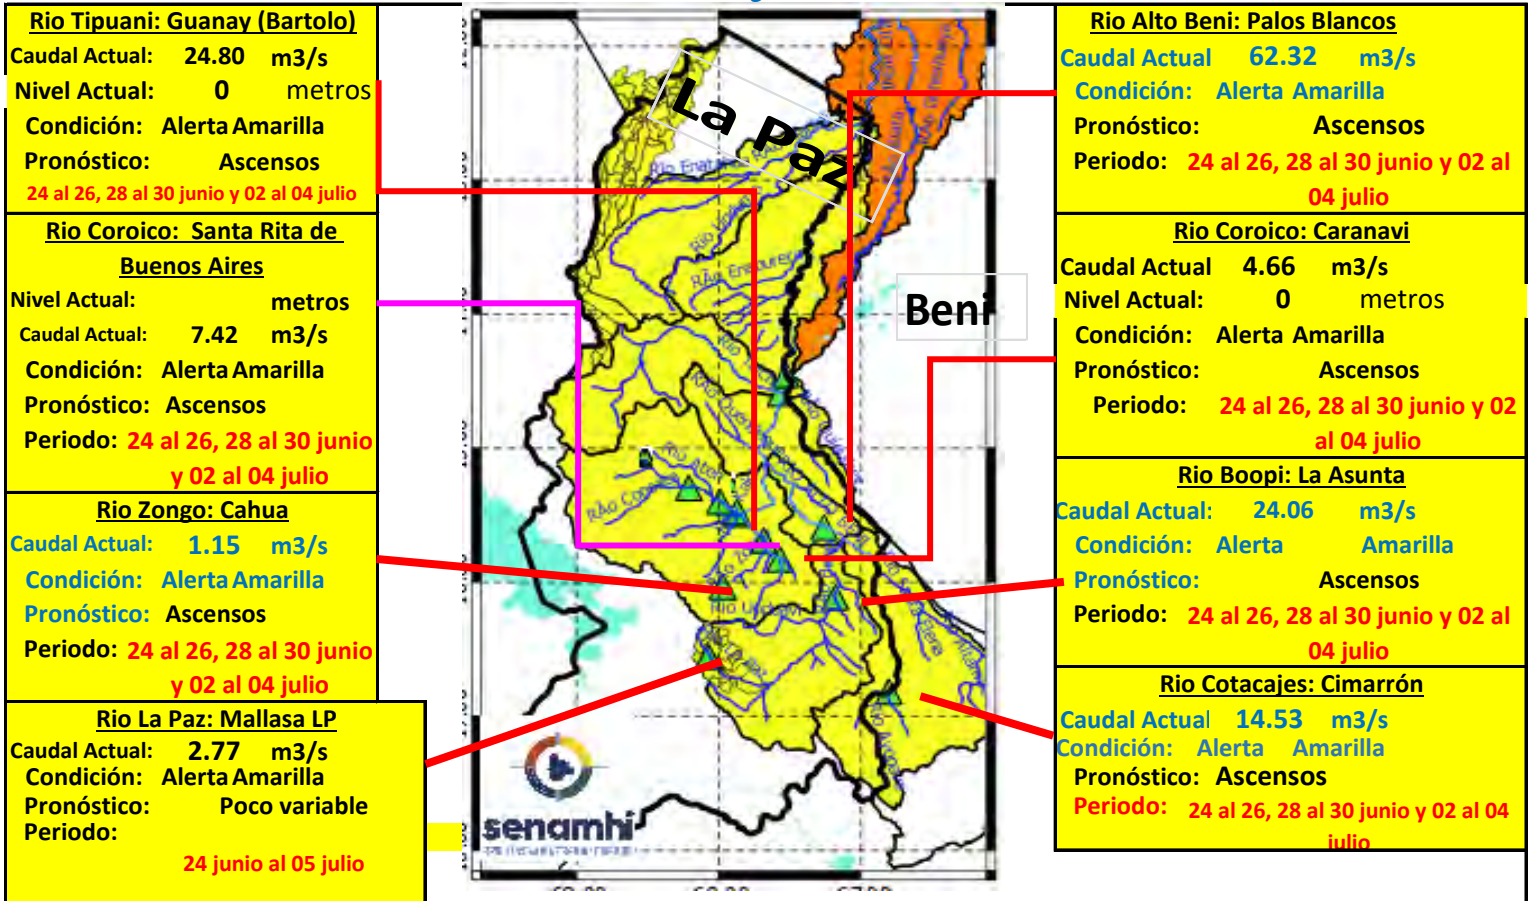 Rio Tipuani: Guanay (Bartolo)
Caudal Actual: 24.80 m3/s
Nivel Actual: 0 metros
Condición: Alerta Amarilla
Pronóstico: Ascensos
24 al 26, 28 al 30 junio y 02 al 04 julio
Rio Coroico: Santa Rita de
Buenos Aires
Nivel Actual: metros
Caudal Actual: 7.42 m3/s
Condición: Alerta Amarilla
Pronóstico: Ascensos
Periodo: 24 al 26, 28 al 30 junio
y 02 al 04 julio
Rio Zongo: Cahua
Caudal Actual: 1.15 m3/s
Condición: Alerta Amarilla
Pronóstico: Ascensos
Periodo: 24 al 26, 28 al 30 junio
y 02 al 04 julio
Rio La Paz: Mallasa LP
Caudal Actual: 2.77 m3/s
Condición: Alerta Amarilla
Pronóstico: Poco variable
Periodo:
24 junio al 05 julio
La Paz
Beni
senamhi
Rio Alto Beni: Palos Blancos
Caudal Actual 62.32 m3/s
Condición: Alerta Amarilla
Pronóstico: Ascensos
Periodo: 24 al 26, 28 al 30 junio y 02 al
04 julio
Rio Coroico: Caranavi
Caudal Actual 4.66 m3/s
Nivel Actual: 0 metros
Condición: Alerta Amarilla
Pronóstico: Ascensos
Periodo: 24 al 26, 28 al 30 junio y 02
al 04 julio
Rio Boopi: La Asunta
Caudal Actual: 24.06 m3/s
Condición: Alerta Amarilla
Pronóstico: Ascensos
Periodo: 24 al 26, 28 al 30 junio y 02 al
04 julio
Rio Cotacajes: Cimarrón
Caudal Actual 14.53 m3/s
Condición: Alerta Amarilla
Pronóstico: Ascensos
Periodo: 24 al 26, 28 al 30 junio y 02 al 04
julio